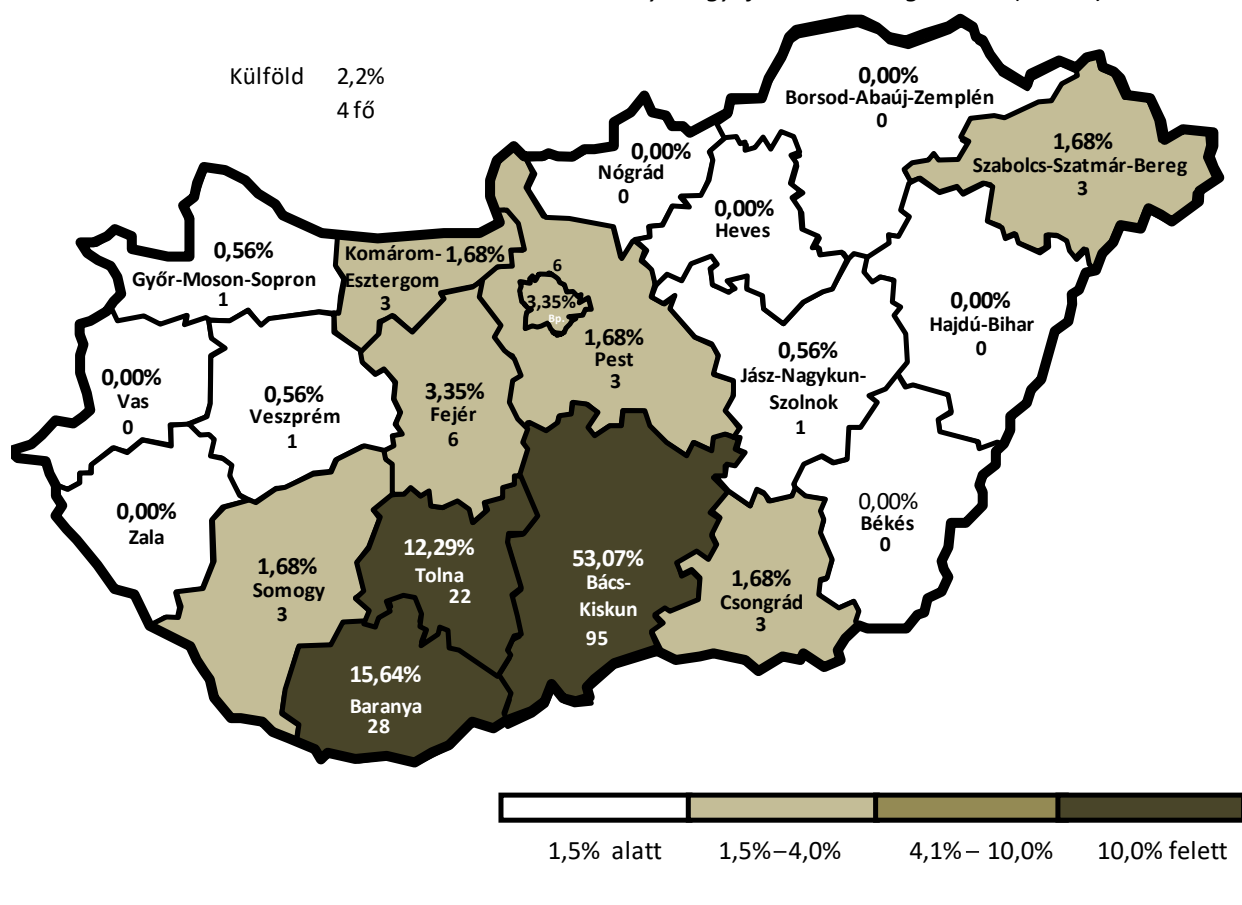 Külföld 2,2%
4 fő
0,00%
Borsod-Abaúj-Zemplén
0
1,68%
Szabolcs-Szatmár-Bereg
3
0,00%
Nógrád
0
0,00%
Heves
0,56%
Győr-Moson-Sopron
1
Komárom- 1,68%
Esztergom
3
6
3,35%
Bp.
1,68%
Pest
3
0,00%
Hajdú-Bihar
0
0,56%
Jász-Nagykun-
Szolnok
1
0,00%
Vas
0
0,56%
Veszprém
1
3,35%
Fejér
6
0,00%
Zala
0,00%
Békés
0
1,68%
Somogy
3
12,29%
Tolna
22
53,07%
Bács-
Kiskun
95
1,68%
Csongrád
3
15,64%
Baranya
28
1,5% alatt 1,5%–4,0% 4,1%– 10,0% 10,0% felett